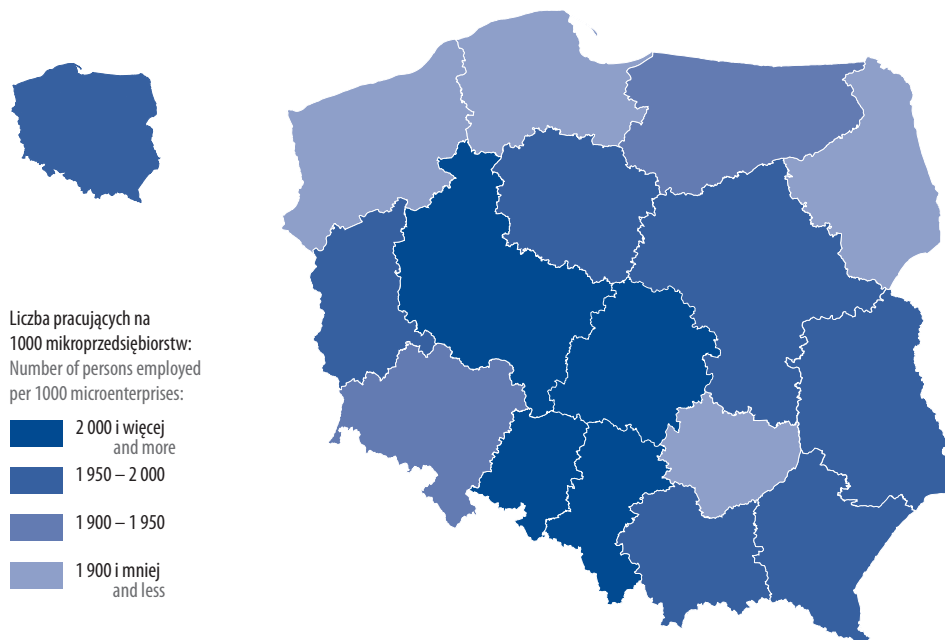 Liczba pracujących na
1000 mikroprzedsiębiorstw:
Number of persons employed
per 1000 microenterprises:
2 000 i więcej
and more
1 950 – 2 000
1 900 – 1 950
1 900 i mniej
and less